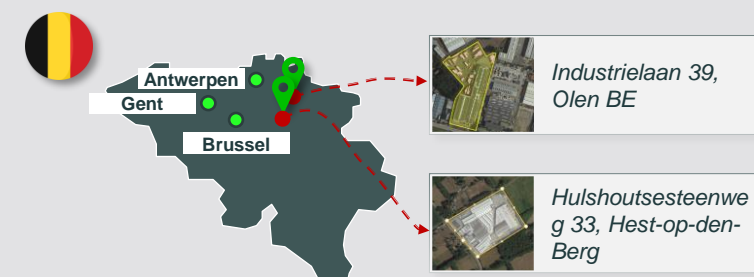 Antwerpen
Gent
Brussel
Industrielaan 39,
Olen BE
Hulshoutsesteenwe
g 33, Hest-op-den-
Berg